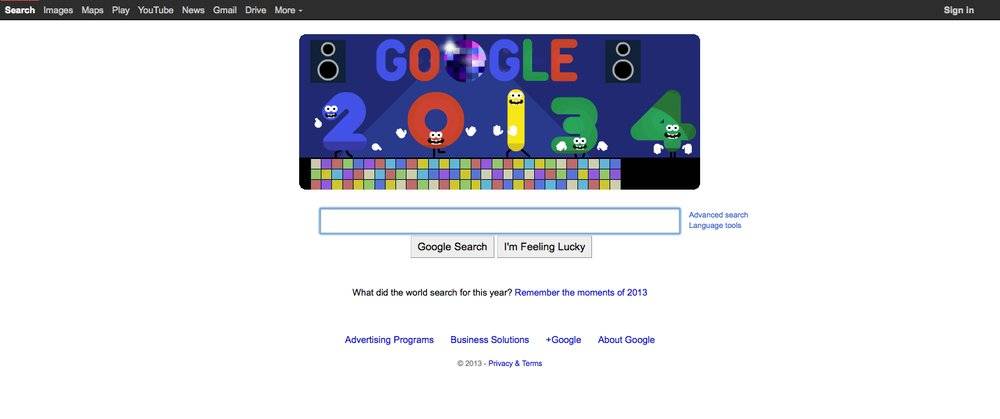 Search Images Maps Play YouTube News Gmail Drive More Sign in
GOOGLE
2 0 1 3 4
Advanced search
Language tools
Google Search I'm Feeling Lucky
What did the world search for this year? Remember the moments of 2013
Advertising Programs Business Solutions +Google About Google
© 2013 - Privacy & Terms